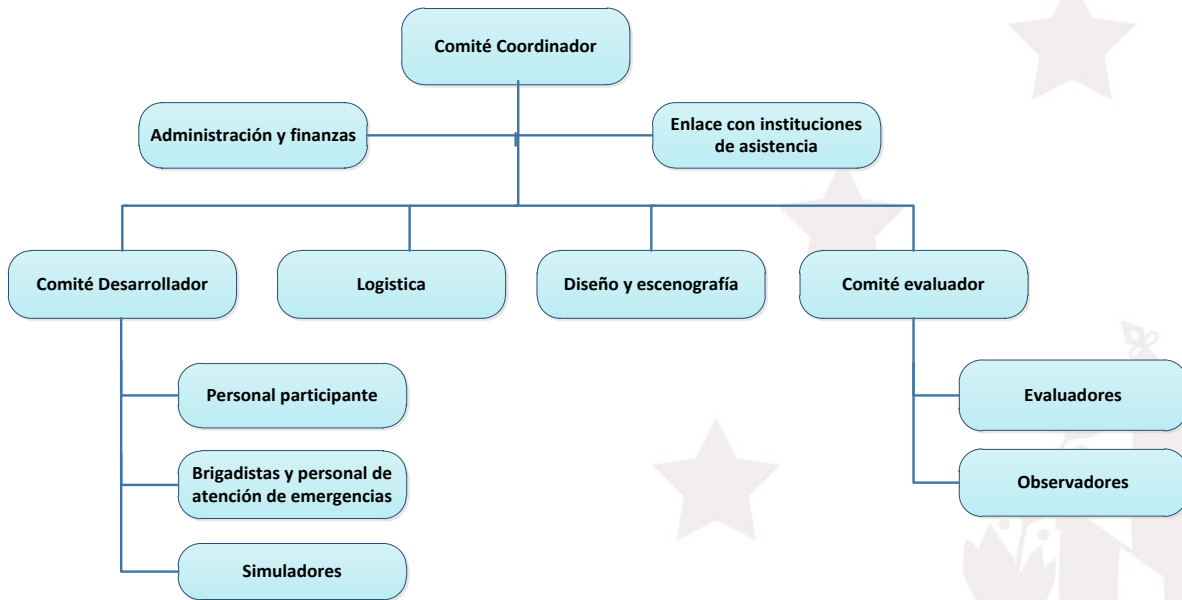 Comité Coordinador
Administración y finanzas
Enlace con instituciones
de asistencia
Comité Desarrollador
Logistica
Diseño y escenografía
Comité evaluador
Personal participante
Evaluadores
Brigadistas y personal de
atención de emergencias
Observadores
Simuladores